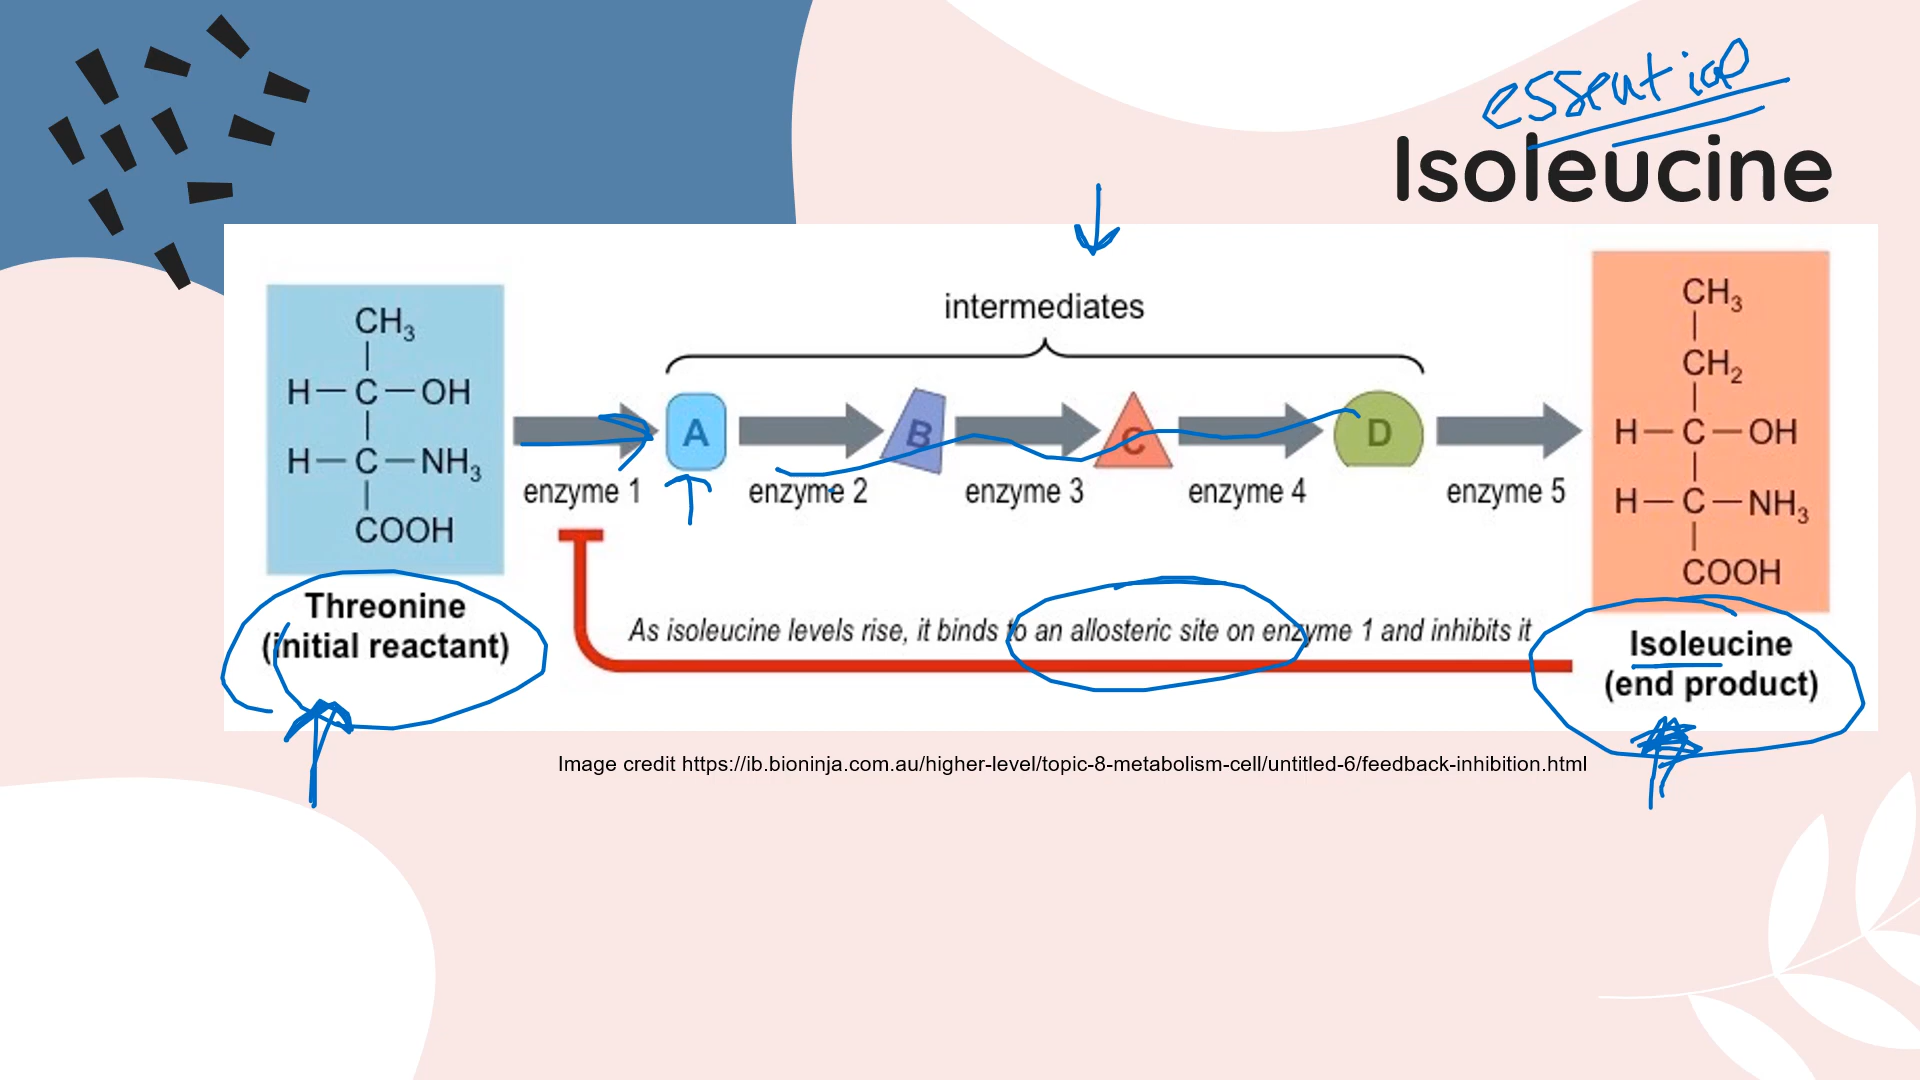 essential
Isoleucine
intermediates
CH₃
H—C—OH
H—C—NH₃
COOH
A
B
C
D
enzyme 1
enzyme 2
enzyme 3
enzyme 4
enzyme 5
CH₃
CH₂
H—C—OH
H—C—NH₃
COOH
Threonine
(initial reactant)
As isoleucine levels rise, it binds to an allosteric site on enzyme 1 and inhibits it
Isoleucine
(end product)
Image credit https://ib.bioninja.com.au/higher-level/topic-8-metabolism-cell/untitled-6/feedback-inhibition.html